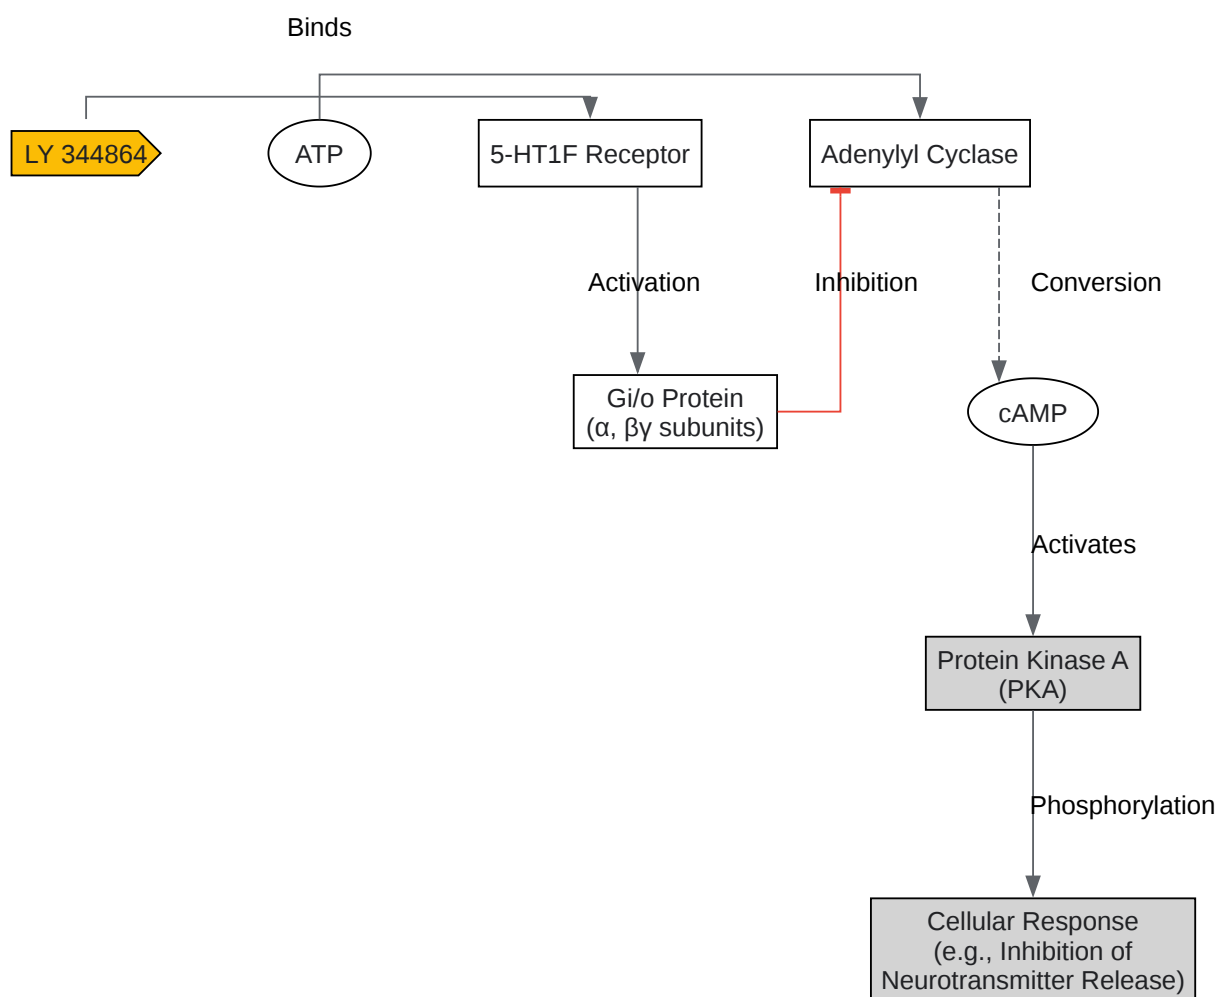 Binds
LY 344864
ATP
5-HT1F Receptor
Adenylyl Cyclase
Activation
Inhibition
Conversion
Gi/o Protein
(α, βγ subunits)
cAMP
Activates
Protein Kinase A
(PKA)
Phosphorylation
Cellular Response
(e.g., Inhibition of
Neurotransmitter Release)